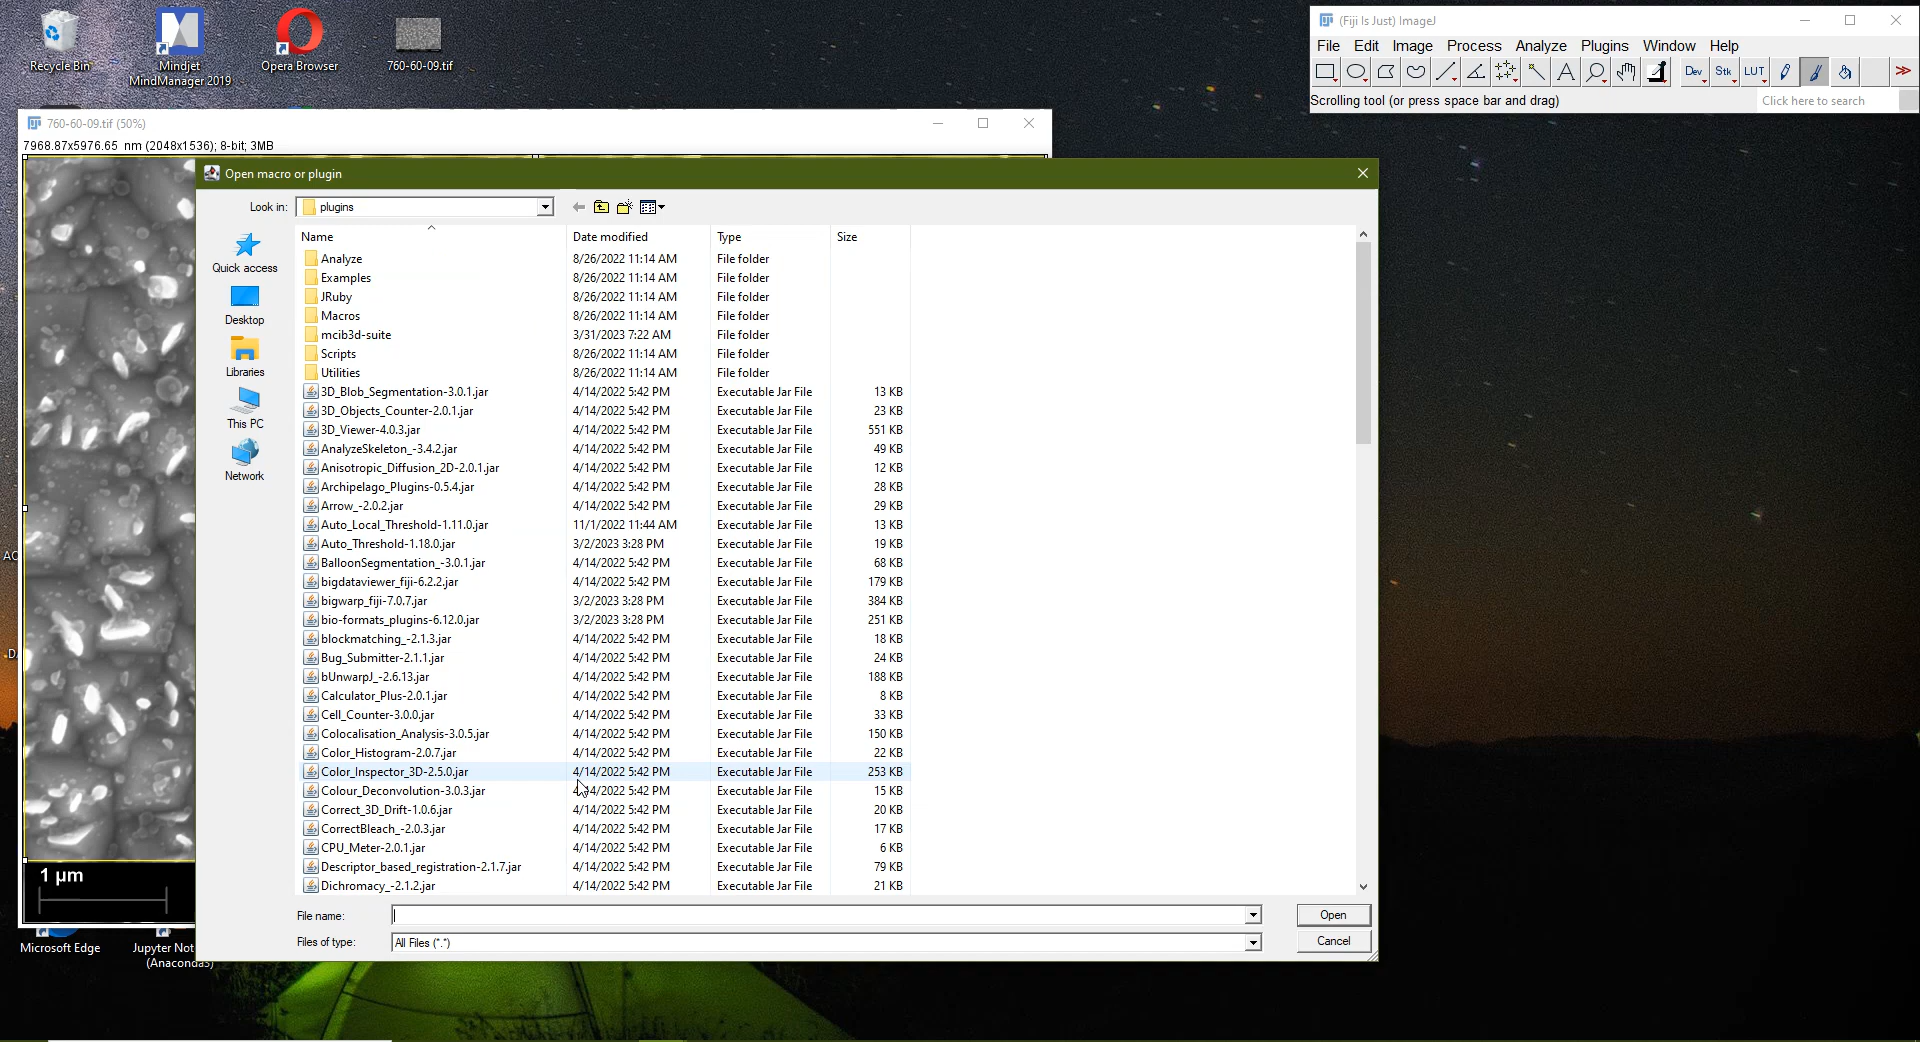 Recycle Bin
Mindjet
MindManager 2019
Opera Browser
760-60-09.tif
(Fiji Is Just) ImageJ
File Edit Image Process Analyze Plugins Window Help
Dev Stk LUT
Scrolling tool (or press space bar and drag)
Click here to search
760-60-09.tif (50%)
7968.87x5976.65 nm (2048x1536); 8-bit; 3MB
Open macro or plugin
Look in: plugins
Quick access
Desktop
Libraries
This PC
Network
Name Date modified Type Size
Analyze 8/26/2022 11:14 AM File folder
Examples 8/26/2022 11:14 AM File folder
JRuby 8/26/2022 11:14 AM File folder
Macros 8/26/2022 11:14 AM File folder
mcib3d-suite 3/31/2023 7:22 AM File folder
Scripts 8/26/2022 11:14 AM File folder
Utilities 8/26/2022 11:14 AM File folder
3D_Blob_Segmentation-3.0.1.jar 4/14/2022 5:42 PM Executable Jar File 13 KB
3D_Objects_Counter-2.0.1.jar 4/14/2022 5:42 PM Executable Jar File 23 KB
3D_Viewer-4.0.3.jar 4/14/2022 5:42 PM Executable Jar File 551 KB
AnalyzeSkeleton_-3.4.2.jar 4/14/2022 5:42 PM Executable Jar File 49 KB
Anisotropic_Diffusion_2D-2.0.1.jar 4/14/2022 5:42 PM Executable Jar File 12 KB
Archipelago_Plugins-0.5.4.jar 4/14/2022 5:42 PM Executable Jar File 28 KB
Arrow_-2.0.2.jar 4/14/2022 5:42 PM Executable Jar File 29 KB
Auto_Local_Threshold-1.11.0.jar 11/1/2022 11:44 AM Executable Jar File 13 KB
Auto_Threshold-1.18.0.jar 3/2/2023 3:28 PM Executable Jar File 19 KB
BalloonSegmentation_-3.0.1.jar 4/14/2022 5:42 PM Executable Jar File 68 KB
bigdataviewer_fiji-6.2.2.jar 4/14/2022 5:42 PM Executable Jar File 179 KB
bigwarp_fiji-7.0.7.jar 3/2/2023 3:28 PM Executable Jar File 384 KB
bio-formats_plugins-6.12.0.jar 3/2/2023 3:28 PM Executable Jar File 251 KB
blockmatching_-2.1.3.jar 4/14/2022 5:42 PM Executable Jar File 18 KB
Bug_Submitter-2.1.1.jar 4/14/2022 5:42 PM Executable Jar File 24 KB
bUnwarpJ_-2.6.13.jar 4/14/2022 5:42 PM Executable Jar File 188 KB
Calculator_Plus-2.0.1.jar 4/14/2022 5:42 PM Executable Jar File 8 KB
Cell_Counter-3.0.0.jar 4/14/2022 5:42 PM Executable Jar File 33 KB
Colocalisation_Analysis-3.0.5.jar 4/14/2022 5:42 PM Executable Jar File 150 KB
Color_Histogram-2.0.7.jar 4/14/2022 5:42 PM Executable Jar File 22 KB
Color_Inspector_3D-2.5.0.jar 4/14/2022 5:42 PM Executable Jar File 253 KB
Colour_Deconvolution-3.0.3.jar 4/14/2022 5:42 PM Executable Jar File 15 KB
Correct_3D_Drift-1.0.6.jar 4/14/2022 5:42 PM Executable Jar File 20 KB
CorrectBleach_-2.0.3.jar 4/14/2022 5:42 PM Executable Jar File 17 KB
CPU_Meter-2.0.1.jar 4/14/2022 5:42 PM Executable Jar File 6 KB
Descriptor_based_registration-2.1.7.jar 4/14/2022 5:42 PM Executable Jar File 79 KB
Dichromacy_-2.1.2.jar 4/14/2022 5:42 PM Executable Jar File 21 KB
File name: Open
Files of type: All Files (*.*) Cancel
1 µm
Microsoft Edge
Jupyter Not
(Anaconda3)